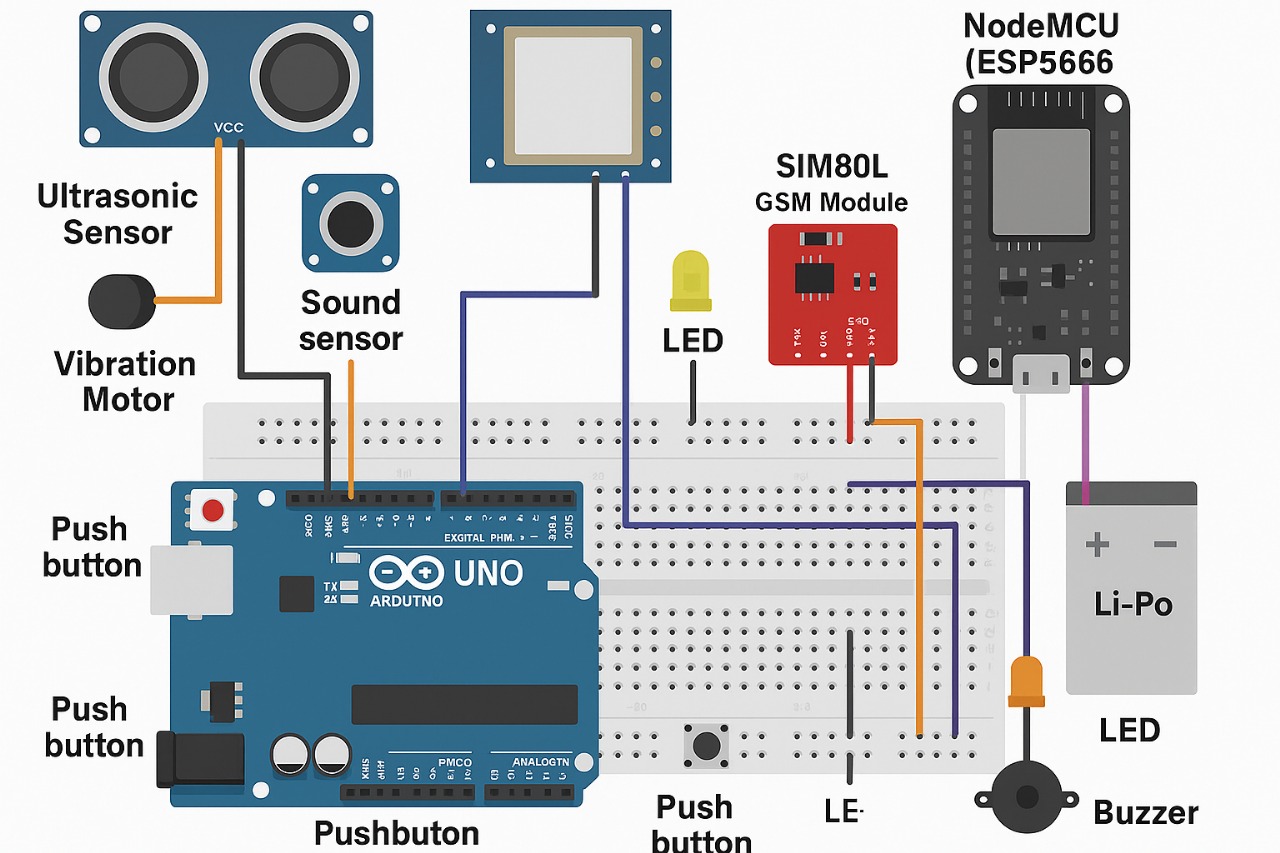 NodeMCU
(ESP5666
VCC
SIM80L
GSM Module
Ultrasonic
Sensor
Sound
sensor
LED
Vibration
Motor
Push
button
EXGITAL PHM.
UNO
TX
ARDUTNO
+ −
Li-Po
Push
button
LED
PMCO
ANALOGTN
Pushbuton
Push
button
LE-
Buzzer